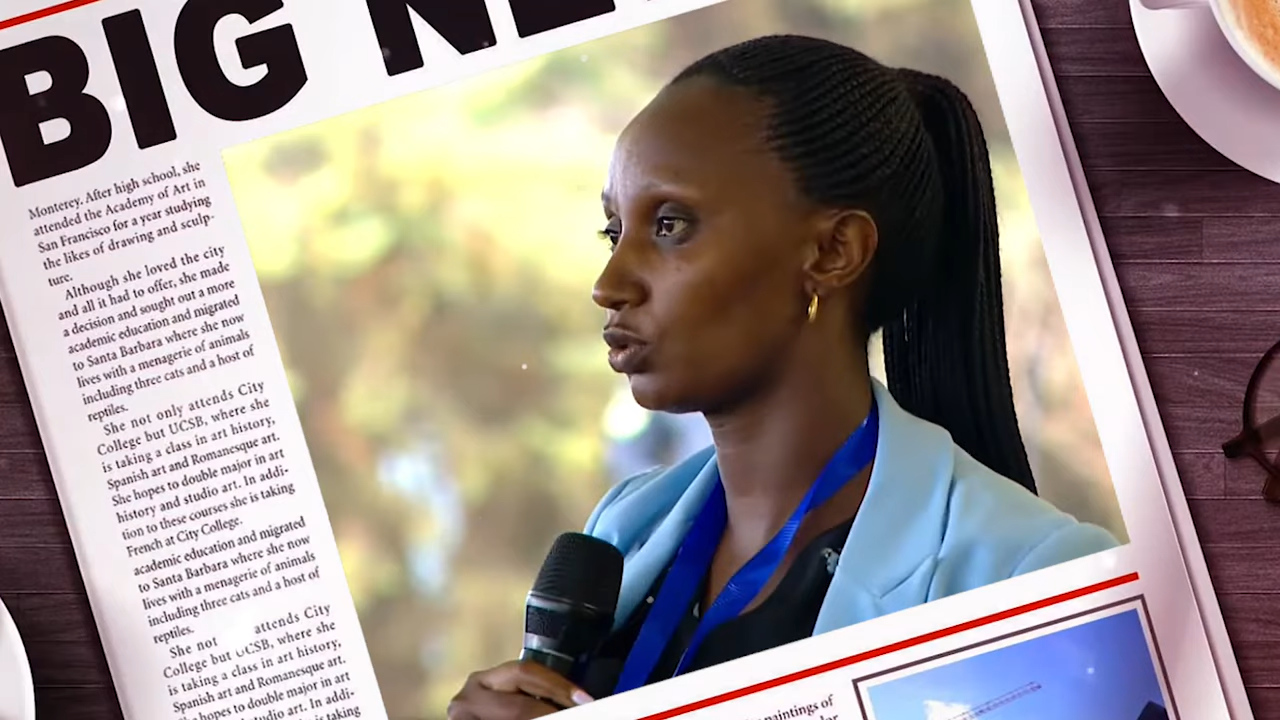 BIG NE
Monterey. After high school, she
attended the Academy of Art in
San Francisco for a year studying
the likes of drawing and sculp-
ture.
Although she loved the city
and all it had to offer, she made
a decision and sought out a more
academic education and migrated
to Santa Barbara where she now
lives with a menagerie of animals
including three cats and a host of
reptiles.
She not only attends City
College but UCSB, where she
is taking a class in art history,
Spanish art and Romanesque art.
She hopes to double major in art
history and studio art. In addi-
tion to these courses she is taking
French at City College.
academic education and migrated
to Santa Barbara where she now
lives with a menagerie of animals
including three cats and a host of
reptiles.
She not attends City
College but UCSB, where she
is taking a class in art history,
Spanish art and Romanesque art.
She hopes to double major in art
studio art. In addi-
is taking
paintings of